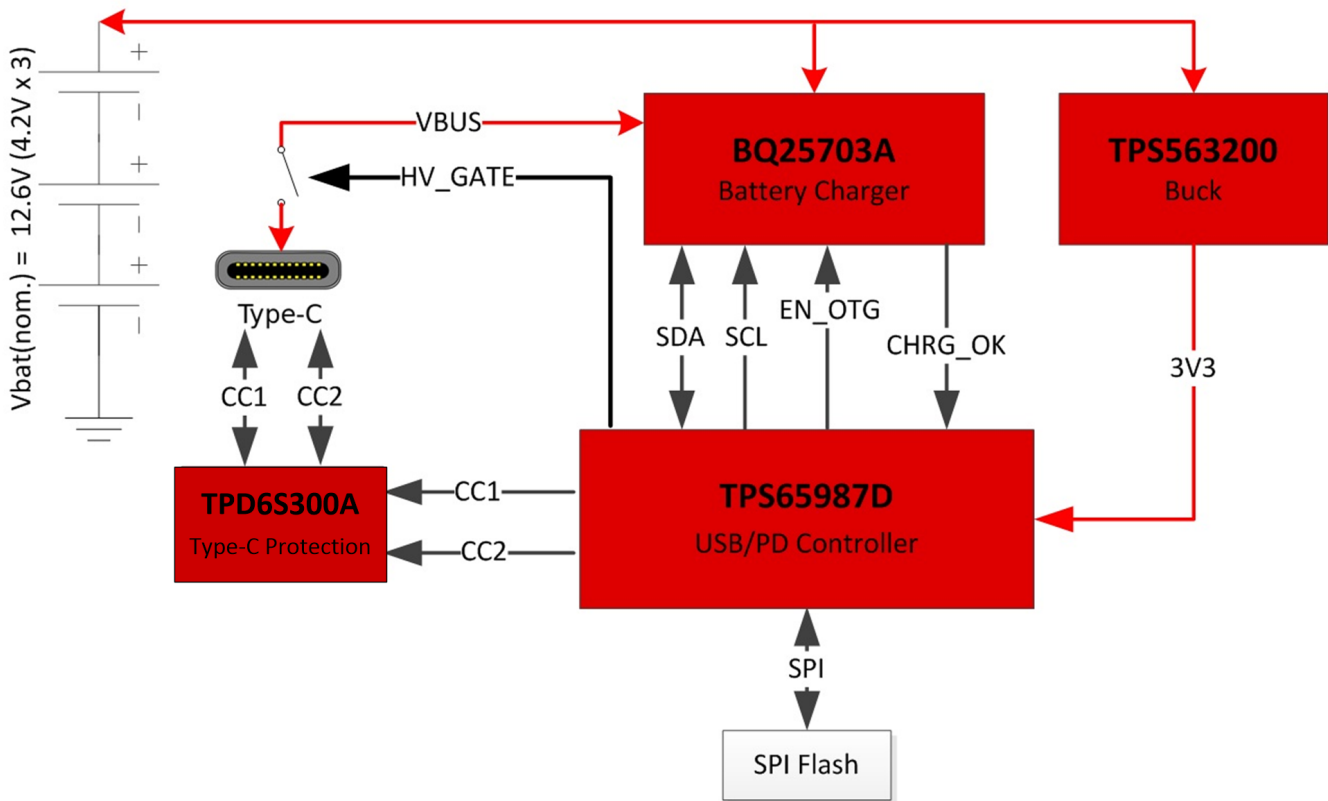 Vbat(nom.) = 12.6V (4.2V x 3)
+
|
+
|
+
|
VBUS
HV_GATE
Type-C
CC1
CC2
TPD6S300A
Type-C Protection
BQ25703A
Battery Charger
TPS563200
Buck
SDA
SCL
EN_OTG
CHRG_OK
3V3
CC1
CC2
TPS65987D
USB/PD Controller
SPI
SPI Flash